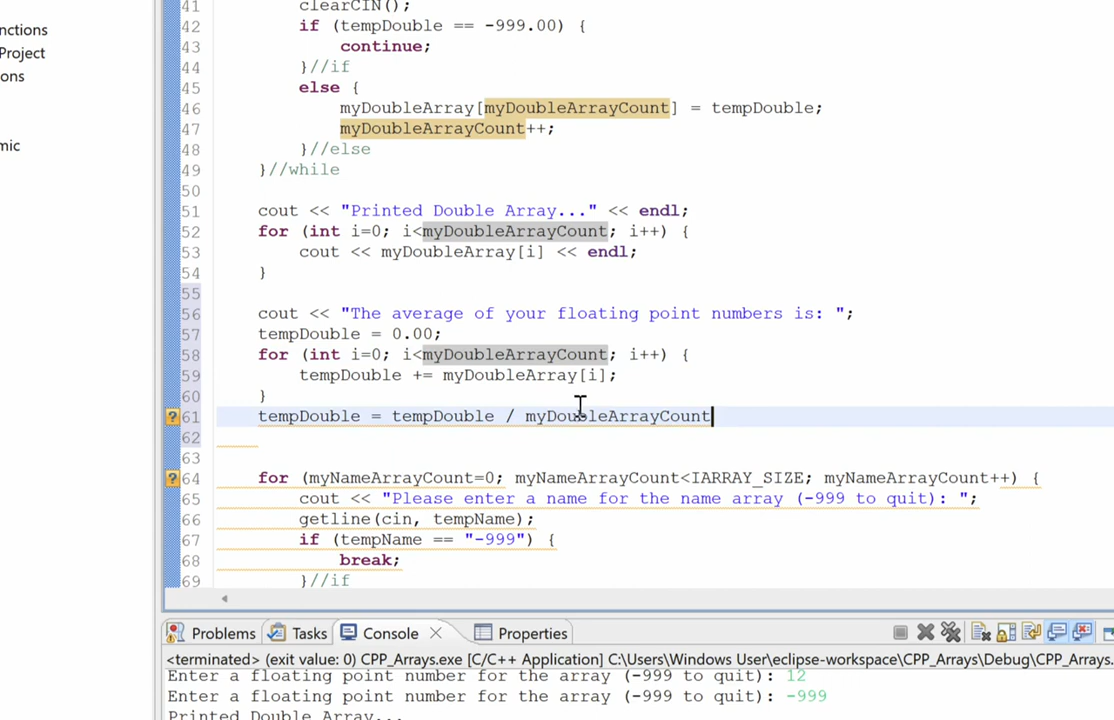 nctions
Project
ons
mic
41 clearCIN();
42 if (tempDouble == -999.00) {
43 continue;
44 }//if
45 else {
46 myDoubleArray[myDoubleArrayCount] = tempDouble;
47 myDoubleArrayCount++;
48 }//else
49 }//while
50
51 cout << "Printed Double Array..." << endl;
52 for (int i=0; i<myDoubleArrayCount; i++) {
53 cout << myDoubleArray[i] << endl;
54 }
55
56 cout << "The average of your floating point numbers is: ";
57 tempDouble = 0.00;
58 for (int i=0; i<myDoubleArrayCount; i++) {
59 tempDouble += myDoubleArray[i];
60 }
61 tempDouble = tempDouble / myDoubleArrayCount
62
63
64 for (myNameArrayCount=0; myNameArrayCount<IARRAY_SIZE; myNameArrayCount++) {
65 cout << "Please enter a name for the name array (-999 to quit): ";
66 getline(cin, tempName);
67 if (tempName == "-999") {
68 break;
69 }//if
Problems Tasks Console Properties
<terminated> (exit value: 0) CPP_Arrays.exe [C/C++ Application] C:\Users\Windows User\eclipse-workspace\CPP_Arrays\Debug\CPP_Arrays.
Enter a floating point number for the array (-999 to quit): 12
Enter a floating point number for the array (-999 to quit): -999
Printed Double Array...